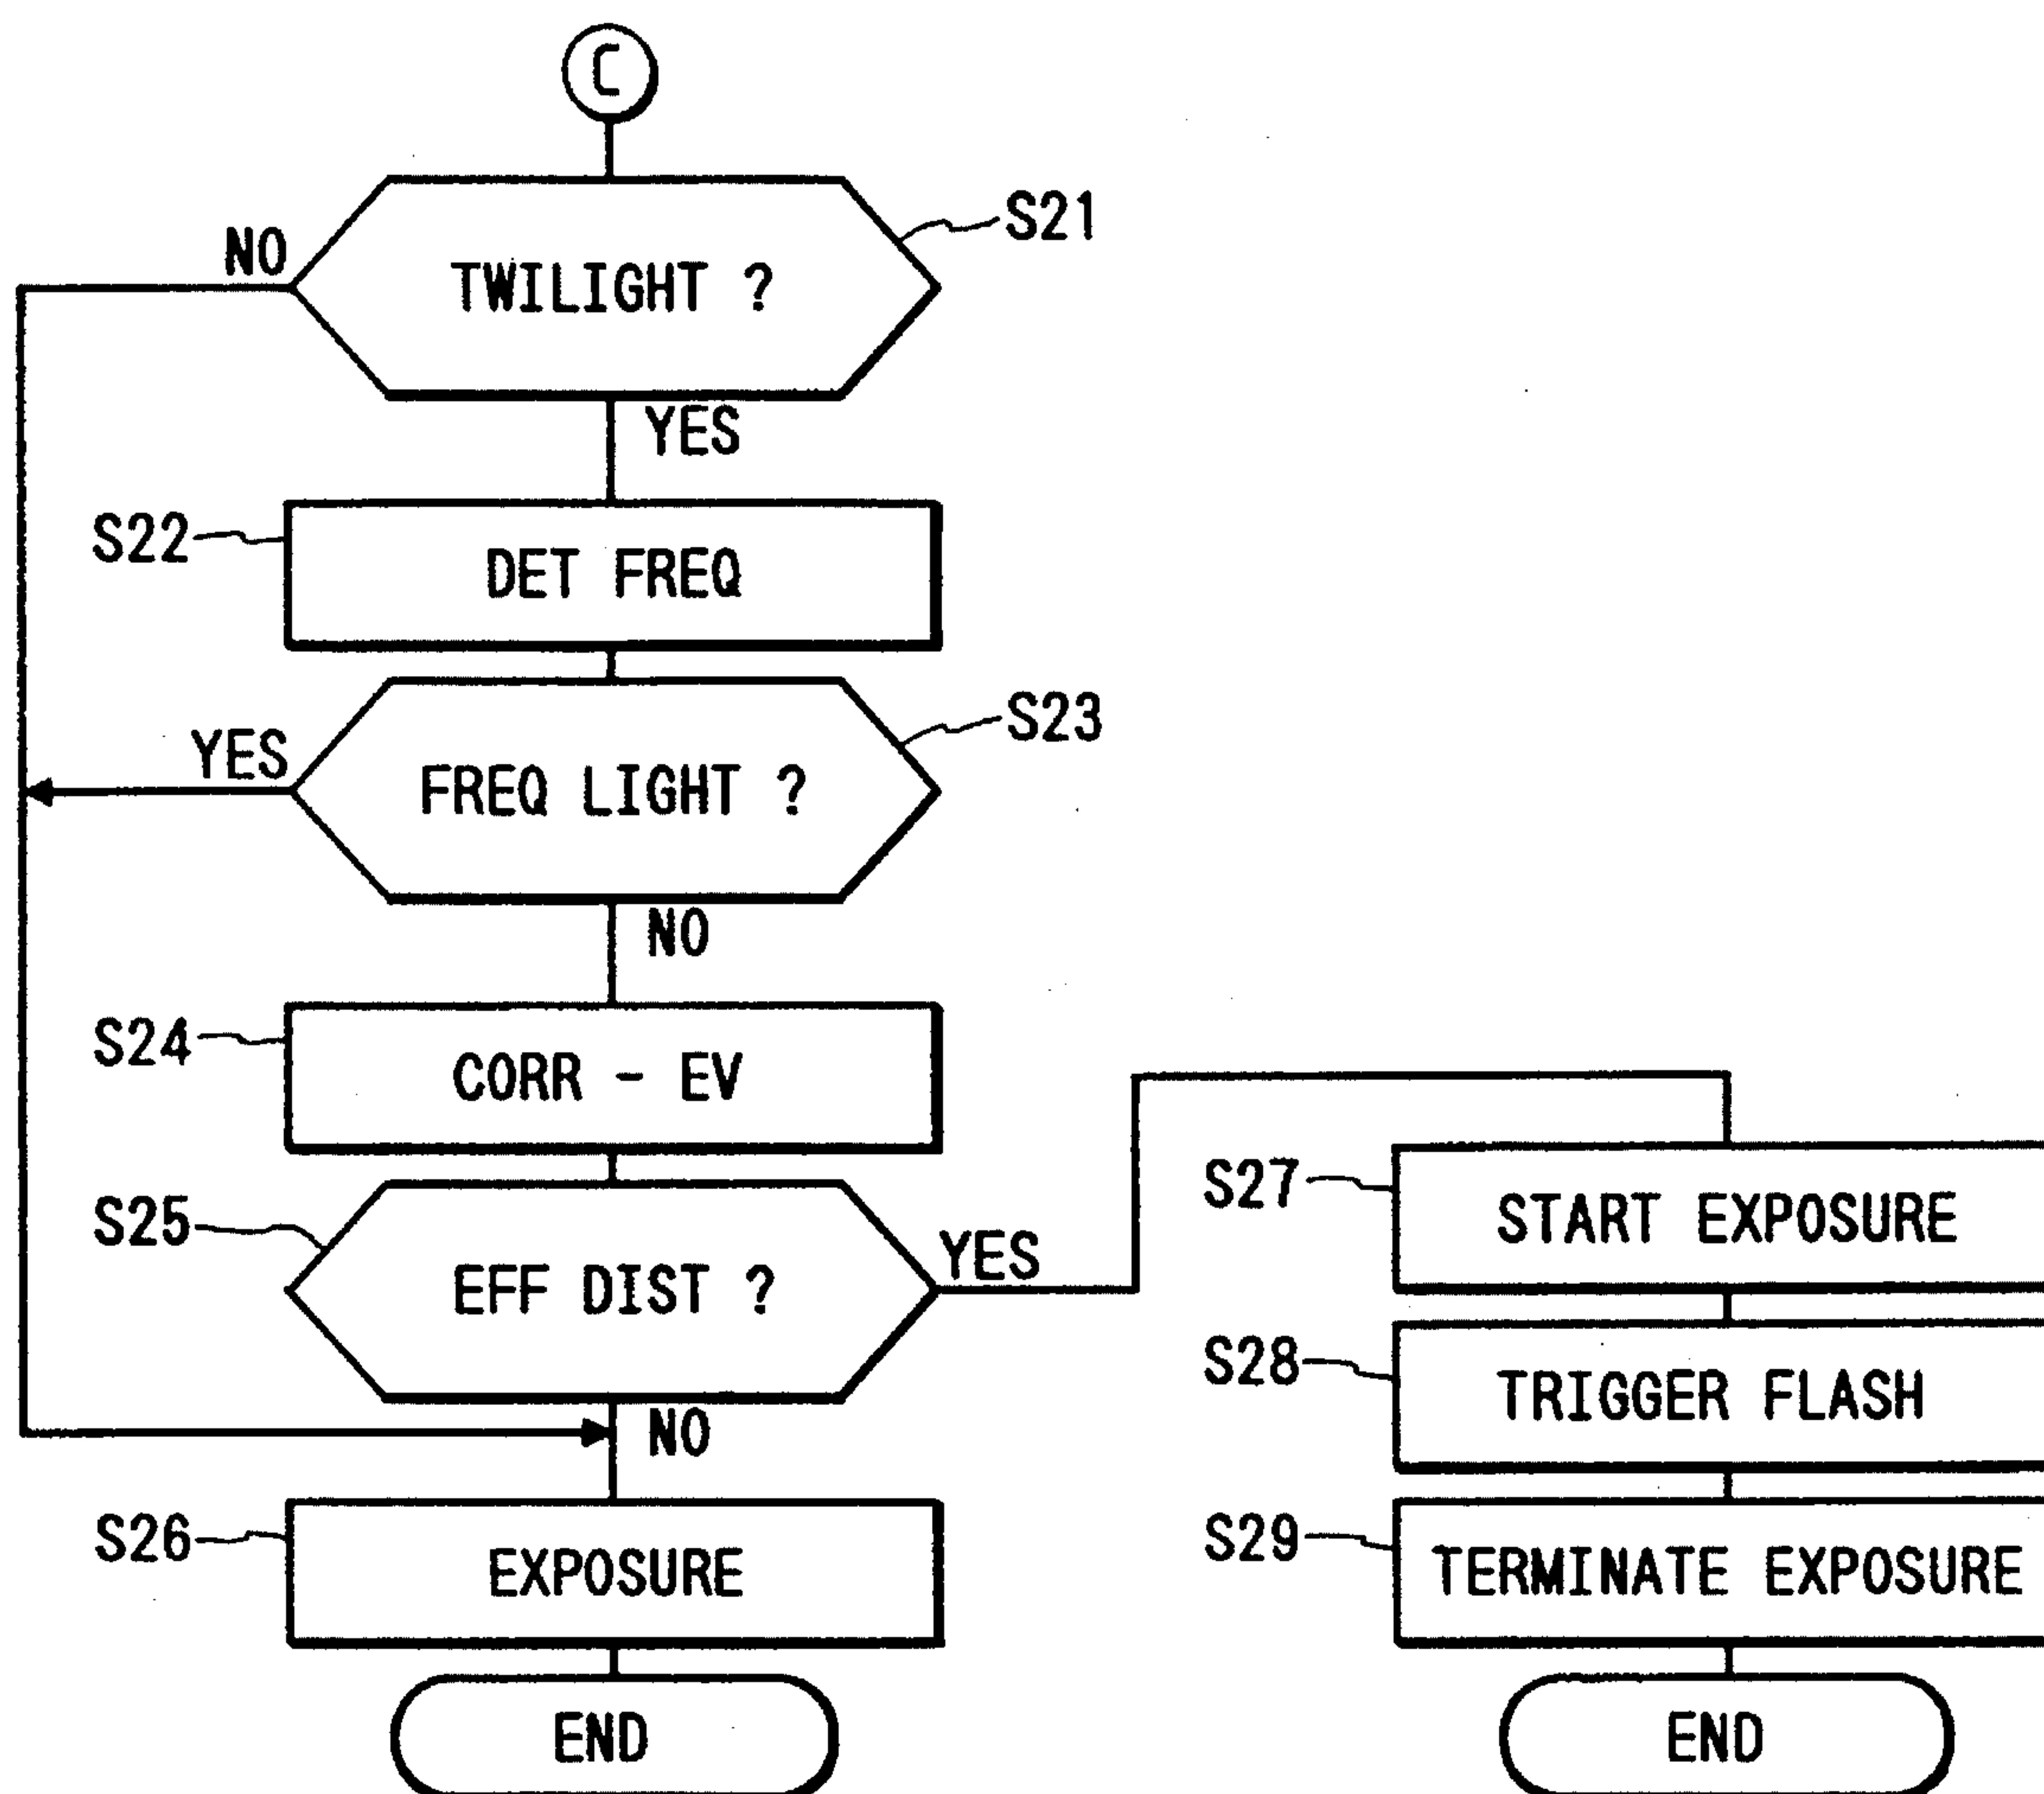 C
S21
NO
TWILIGHT ?
YES
S22
DET FREQ
S23
YES
FREQ LIGHT ?
NO
S24
CORR - EV
S25
EFF DIST ?
YES
NO
S26
EXPOSURE
END
S27
START EXPOSURE
S28
TRIGGER FLASH
S29
TERMINATE EXPOSURE
END